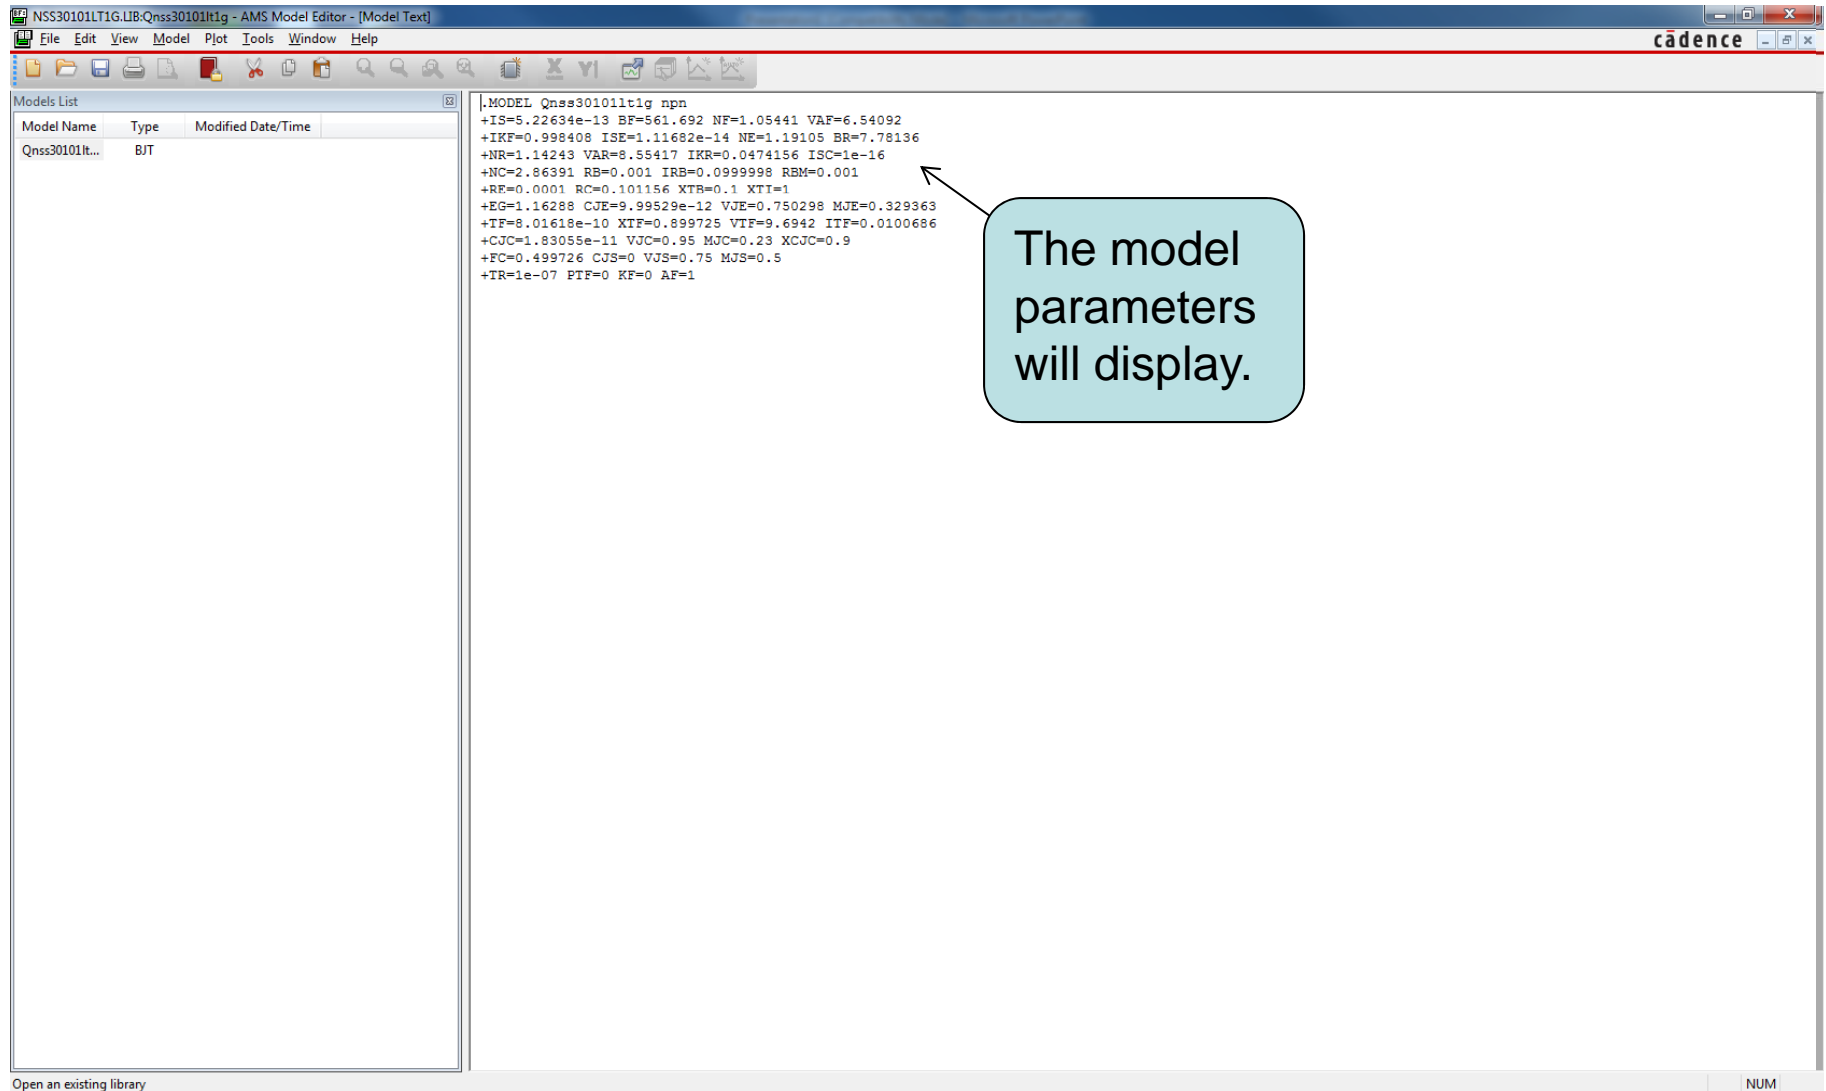 NSS30101LT1G.LIB:Qnss30101lt1g - AMS Model Editor - [Model Text]
File Edit View Model Plot Tools Window Help
cādence
Models List
Model Name Type Modified Date/Time
Qnss30101lt... BJT
.MODEL Qnss30101lt1g npn
+IS=5.22634e-13 BF=561.692 NF=1.05441 VAF=6.54092
+IKF=0.998408 ISE=1.11682e-14 NE=1.19105 BR=7.78136
+NR=1.14243 VAR=8.55417 IKR=0.0474156 ISC=1e-16
+NC=2.86391 RB=0.001 IRB=0.0999998 RBM=0.001
+RE=0.0001 RC=0.101156 XTB=0.1 XTI=1
+EG=1.16288 CJE=9.99529e-12 VJE=0.750298 MJE=0.329363
+TF=8.01618e-10 XTF=0.899725 VTF=9.6942 ITF=0.0100686
+CJC=1.83055e-11 VJC=0.95 MJC=0.23 XCJC=0.9
+FC=0.499726 CJS=0 VJS=0.75 MJS=0.5
+TR=1e-07 PTF=0 KF=0 AF=1
The model
parameters
will display.
Open an existing library
NUM